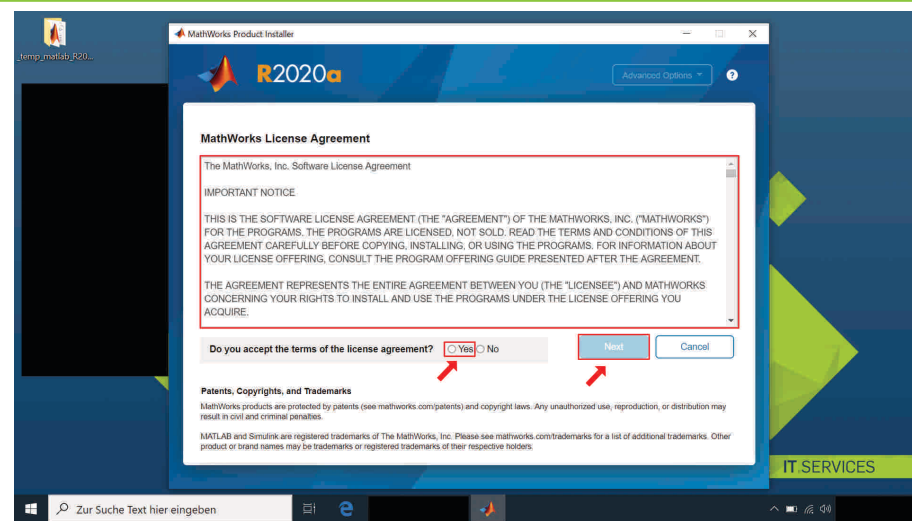 _temp_matlab_R20...
MathWorks Product Installer
R2020a
Advanced Options
?
MathWorks License Agreement
The MathWorks, Inc. Software License Agreement
IMPORTANT NOTICE
THIS IS THE SOFTWARE LICENSE AGREEMENT (THE "AGREEMENT") OF THE MATHWORKS, INC. ("MATHWORKS")
FOR THE PROGRAMS. THE PROGRAMS ARE LICENSED, NOT SOLD. READ THE TERMS AND CONDITIONS OF THIS
AGREEMENT CAREFULLY BEFORE COPYING, INSTALLING, OR USING THE PROGRAMS. FOR INFORMATION ABOUT
YOUR LICENSE OFFERING, CONSULT THE PROGRAM OFFERING GUIDE PRESENTED AFTER THE AGREEMENT.
THE AGREEMENT REPRESENTS THE ENTIRE AGREEMENT BETWEEN YOU (THE "LICENSEE") AND MATHWORKS
CONCERNING YOUR RIGHTS TO INSTALL AND USE THE PROGRAMS UNDER THE LICENSE OFFERING YOU
ACQUIRE.
Do you accept the terms of the license agreement? Yes No
Next
Cancel
Patents, Copyrights, and Trademarks
MathWorks products are protected by patents (see mathworks.com/patents) and copyright laws. Any unauthorized use, reproduction, or distribution may
result in civil and criminal penalties.
MATLAB and Simulink are registered trademarks of The MathWorks, Inc. Please see mathworks.com/trademarks for a list of additional trademarks. Other
product or brand names may be trademarks or registered trademarks of their respective holders.
IT.SERVICES
Zur Suche Text hier eingeben